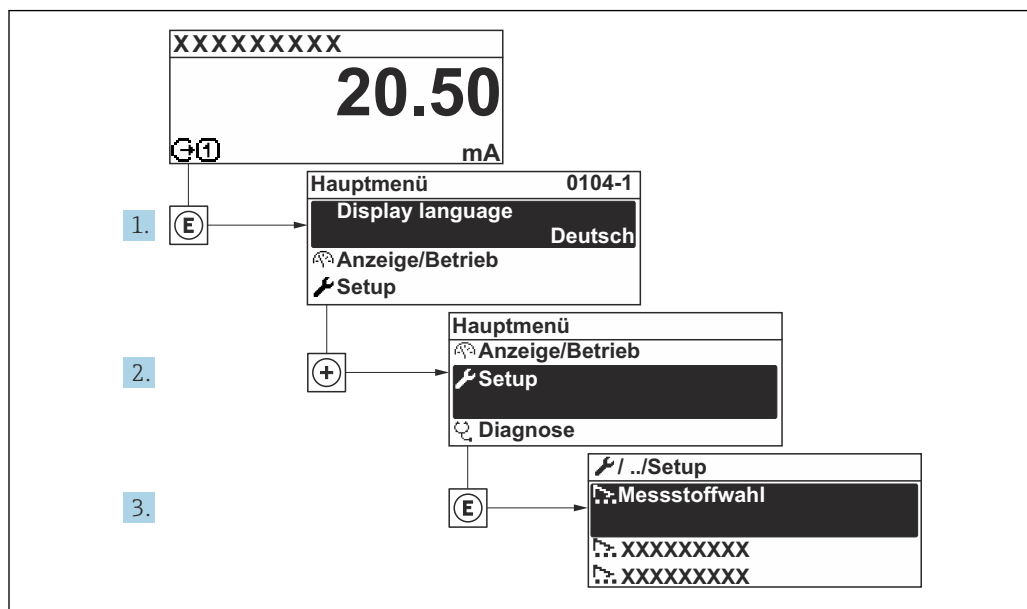 XXXXXXXXX
20.50
1 mA
Hauptmenü 0104-1
1. E Display language
Deutsch
Anzeige/Betrieb
Setup
Hauptmenü
Anzeige/Betrieb
2. + Setup
Diagnose
/ ../Setup
3. E Messstoffwahl
XXXXXXXXX
XXXXXXXXX